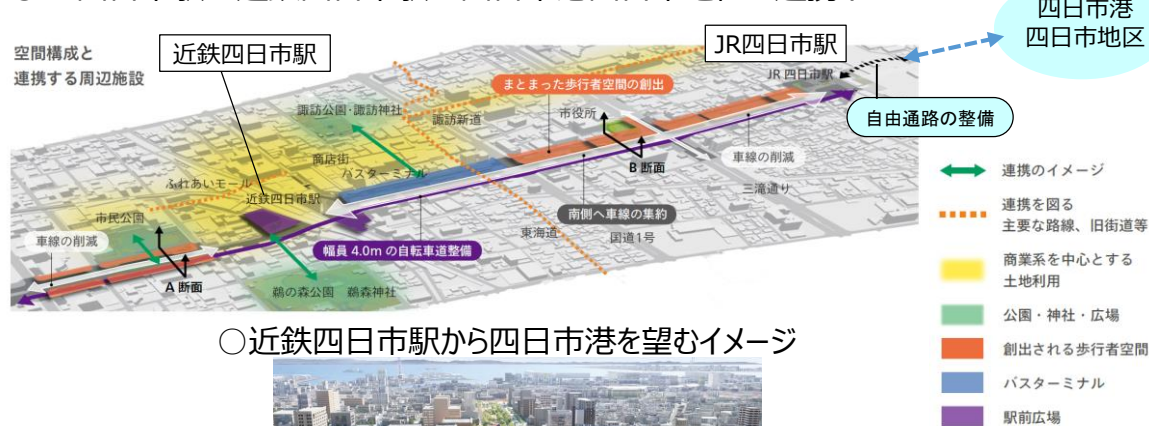 四日市港
四日市地区
空間構成と
連携する周辺施設
近鉄四日市駅
JR四日市駅
JR 四日市駅
まとまった歩行者空間の創出
自由通路の整備
諏訪公園・諏訪神社
諏訪新道
市役所
商店街
バスターミナル
B 断面
車線の削減
三滝通り
ふれあいモール
近鉄四日市駅
市民公園
南側へ車線の集約
東海道
国道1号
車線の削減
幅員 4.0m の自転車道整備
A 断面
鵜の森公園 鵜森神社
連携のイメージ
連携を図る
主要な路線、旧街道等
商業系を中心とする
土地利用
公園・神社・広場
創出される歩行者空間
バスターミナル
駅前広場
○近鉄四日市駅から四日市港を望むイメージ